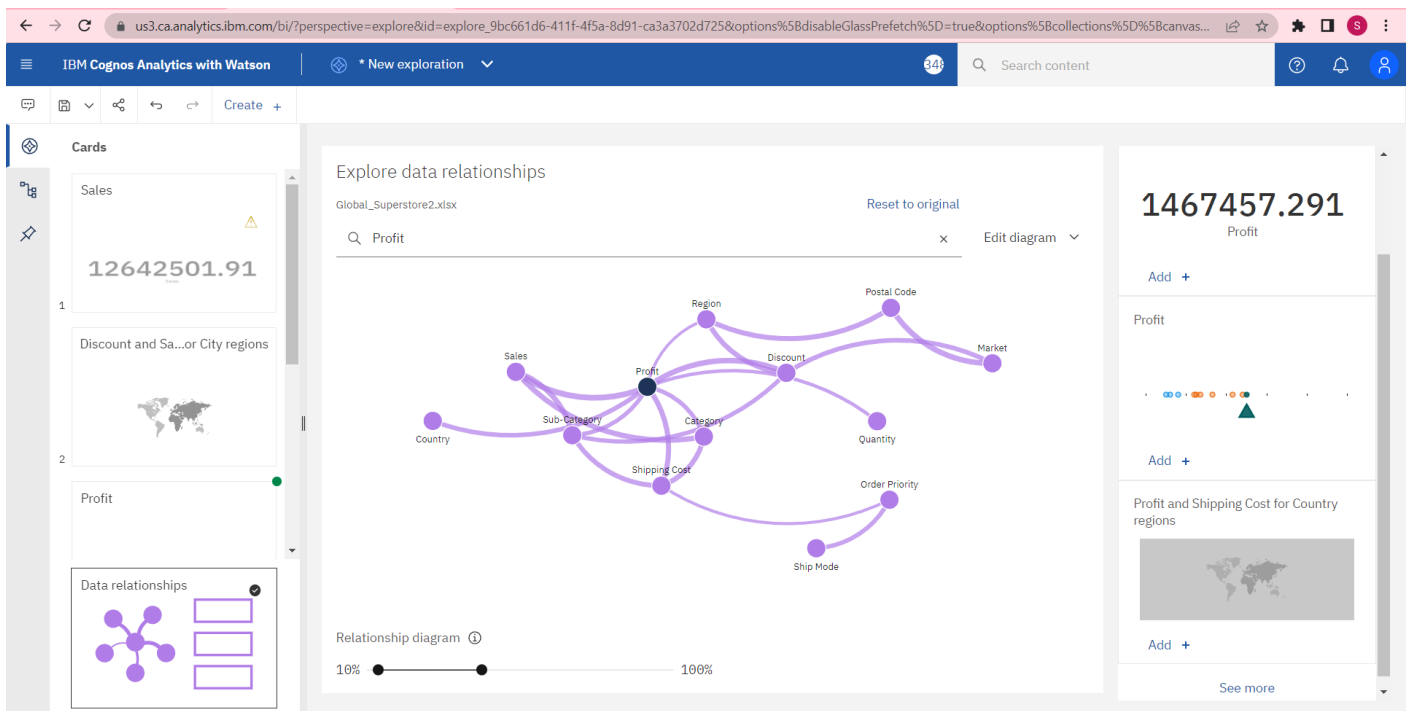 us3.ca.analytics.ibm.com/bi/?perspective=explore&id=explore_9bc661d6-411f-4f5a-8d91-ca3a3702d725&options%5BdisableGlassPrefetch%5D=true&options%5Bcollections%5D%5Bcanvas...
S
IBM Cognos Analytics with Watson
* New exploration
348
Search content
Create +
Cards
Sales
12642501.91
1
Discount and Sa...or City regions
2
Profit
Data relationships
Explore data relationships
Global_Superstore2.xlsx
Reset to original
Profit
Edit diagram
Postal Code
Region
Market
Sales
Discount
Profit
Sub-Category
Category
Country
Quantity
Shipping Cost
Order Priority
Ship Mode
Relationship diagram
10%
100%
1467457.291
Profit
Add +
Profit
Add +
Profit and Shipping Cost for Country
regions
Add +
See more